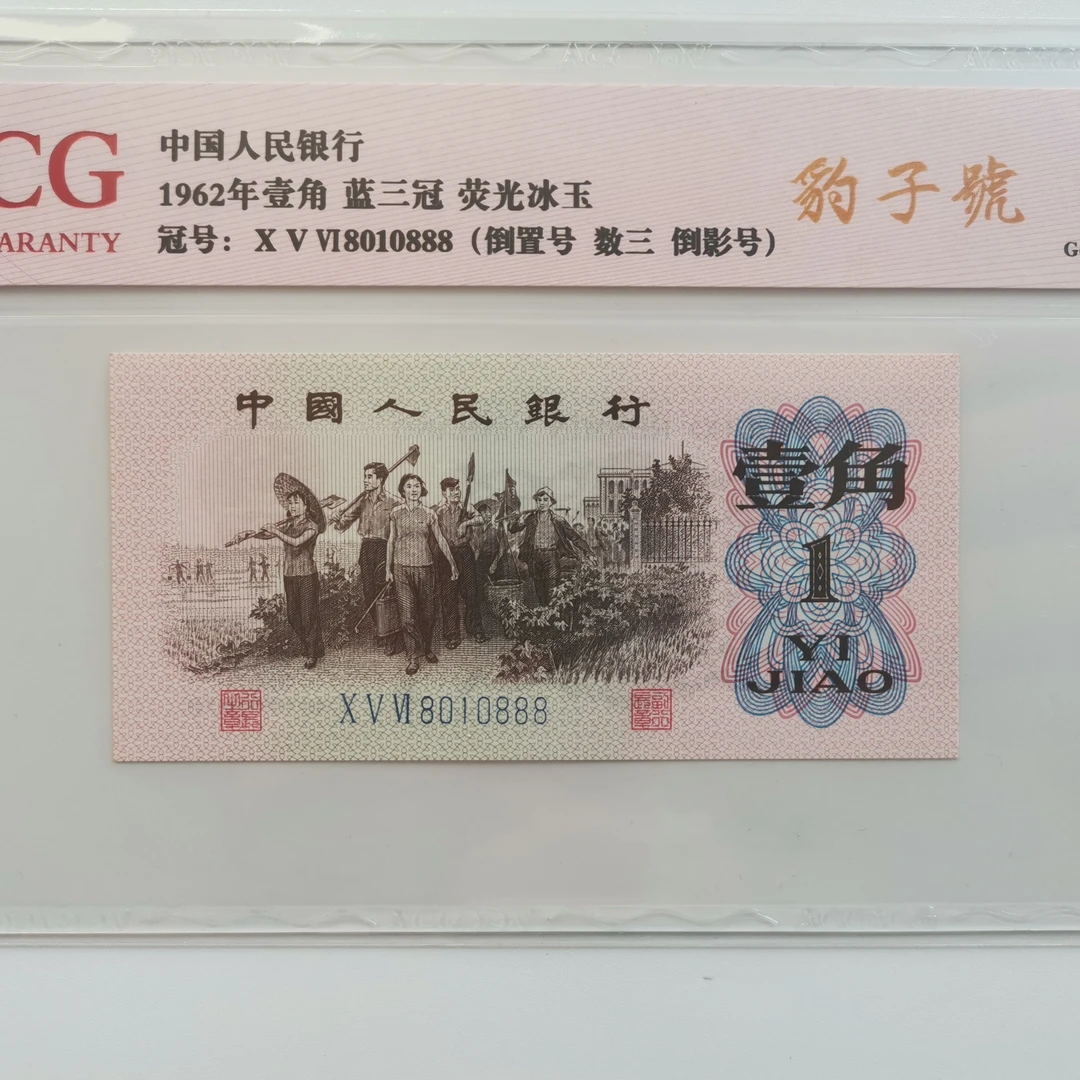 CG
ARANTY
中国人民银行
1962年壹角 蓝三冠 荧光冰玉
冠号：X V Ⅵ8010888（倒置号 数三 倒影号）
豹子號
G
中國人民銀行
壹角
1
YI
JIAO
X V Ⅵ 8010888